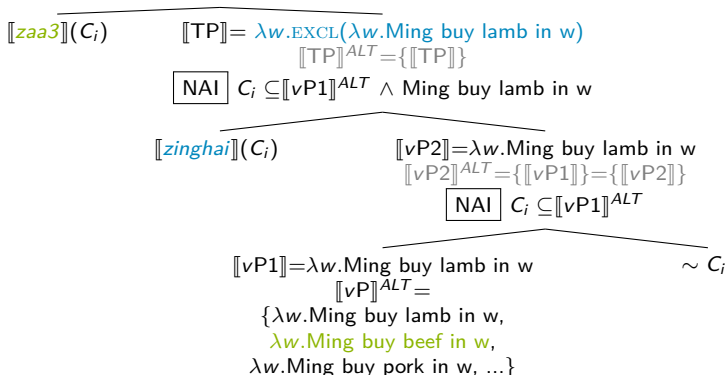 ⟦zaa3⟧(Cᵢ) ⟦TP⟧= λw.EXCL(λw.Ming buy lamb in w)
⟦TP⟧ᴬᴸᵀ={⟦TP⟧}
NAI Cᵢ ⊆⟦vP1⟧ᴬᴸᵀ ∧ Ming buy lamb in w
⟦zinghai⟧(Cᵢ) ⟦vP2⟧=λw.Ming buy lamb in w
⟦vP2⟧ᴬᴸᵀ={⟦vP1⟧}={⟦vP2⟧}
NAI Cᵢ ⊆⟦vP1⟧ᴬᴸᵀ
⟦vP1⟧=λw.Ming buy lamb in w ∼ Cᵢ
⟦vP⟧ᴬᴸᵀ=
{λw.Ming buy lamb in w,
λw.Ming buy beef in w,
λw.Ming buy pork in w, ...}